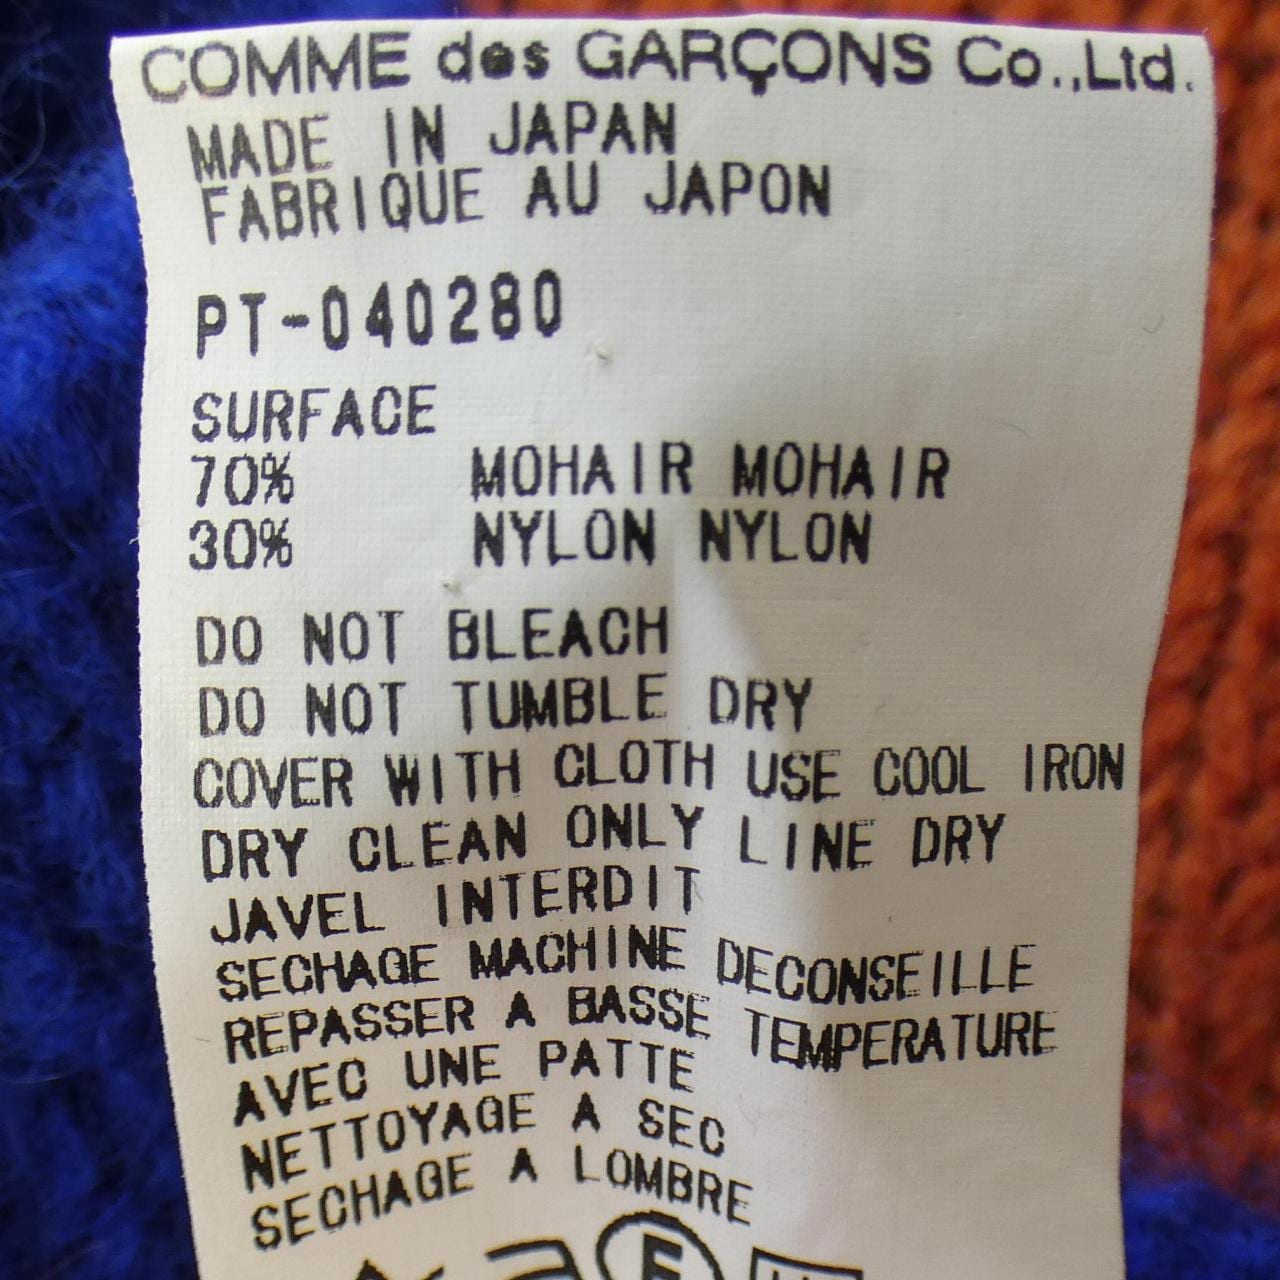 COMME des GARÇONS Co.,Ltd.
MADE IN JAPAN
FABRIQUE AU JAPON
PT-040280
SURFACE
70% MOHAIR MOHAIR
30% NYLON NYLON
DO NOT BLEACH
DO NOT TUMBLE DRY
COVER WITH CLOTH USE COOL IRON
DRY CLEAN ONLY LINE DRY
JAVEL INTERDIT
SECHAGE MACHINE DECONSEILLE
REPASSER A BASSE TEMPERATURE
AVEC UNE PATTE
NETTOYAGE A SEC
SECHAGE A LOMBRE